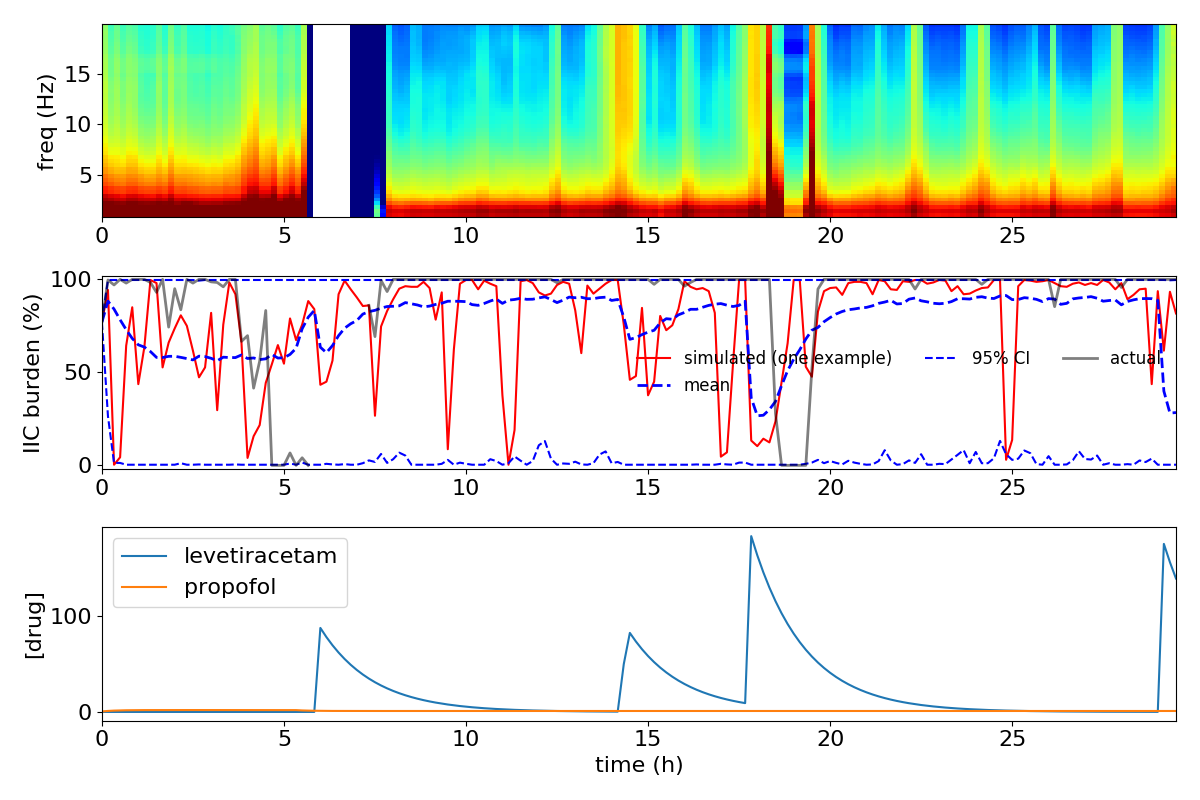 15
10
5
freq (Hz)
0 5 10 15 20 25
100
50
0
IIC burden (%)
simulated (one example) 95% CI actual
mean
0 5 10 15 20 25
levetiracetam
propofol
100
0
[drug]
0 5 10 15 20 25
time (h)